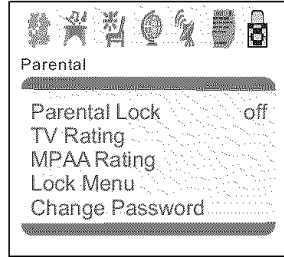 Parental
Parental Lock off
TV Rating
MPAA Rating
Lock Menu
Change Password